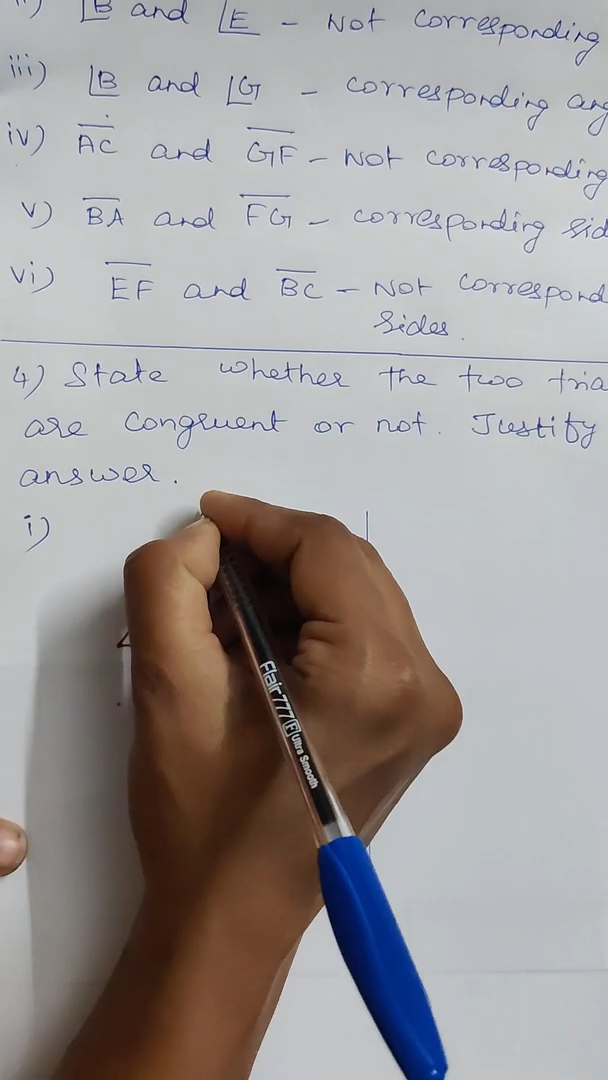 ∠B and ∠E - Not corresponding
iii) ∠B and ∠G - corresponding
iv) AC and GF - Not corresponding
v) BA and FG - corresponding
vi) EF and BC - Not
sides.
4) State whether the two
are congruent or not. Justify
answer.
i)
Flair 777 F Ultra Smooth